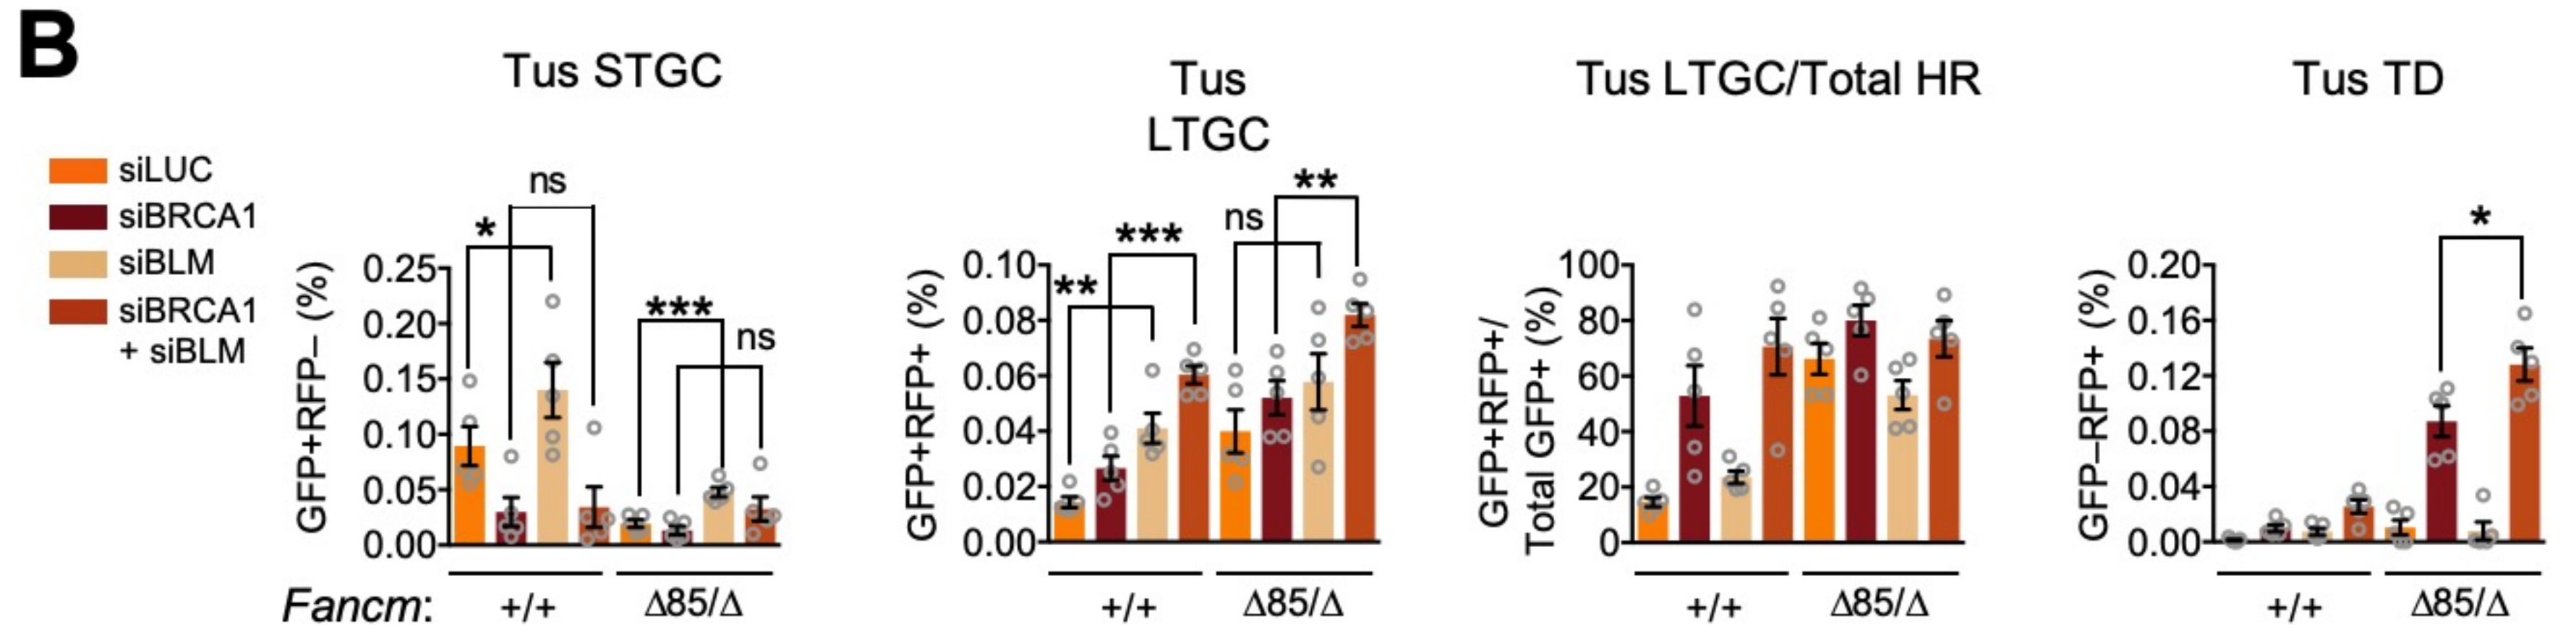 B
siLUC
siBRCA1
siBLM
siBRCA1
+ siBLM
Tus STGC
GFP+RFP– (%)
0.25
0.20
0.15
0.10
0.05
0.00
*
ns
***
ns
Fancm:
+/+
Δ85/Δ
Tus
LTGC
GFP+RFP+ (%)
0.10
0.08
0.06
0.04
0.02
0.00
**
***
ns
**
+/+
Δ85/Δ
Tus LTGC/Total HR
GFP+RFP+/
Total GFP+ (%)
100
80
60
40
20
0
+/+
Δ85/Δ
Tus TD
GFP–RFP+ (%)
0.20
0.16
0.12
0.08
0.04
0.00
*
+/+
Δ85/Δ